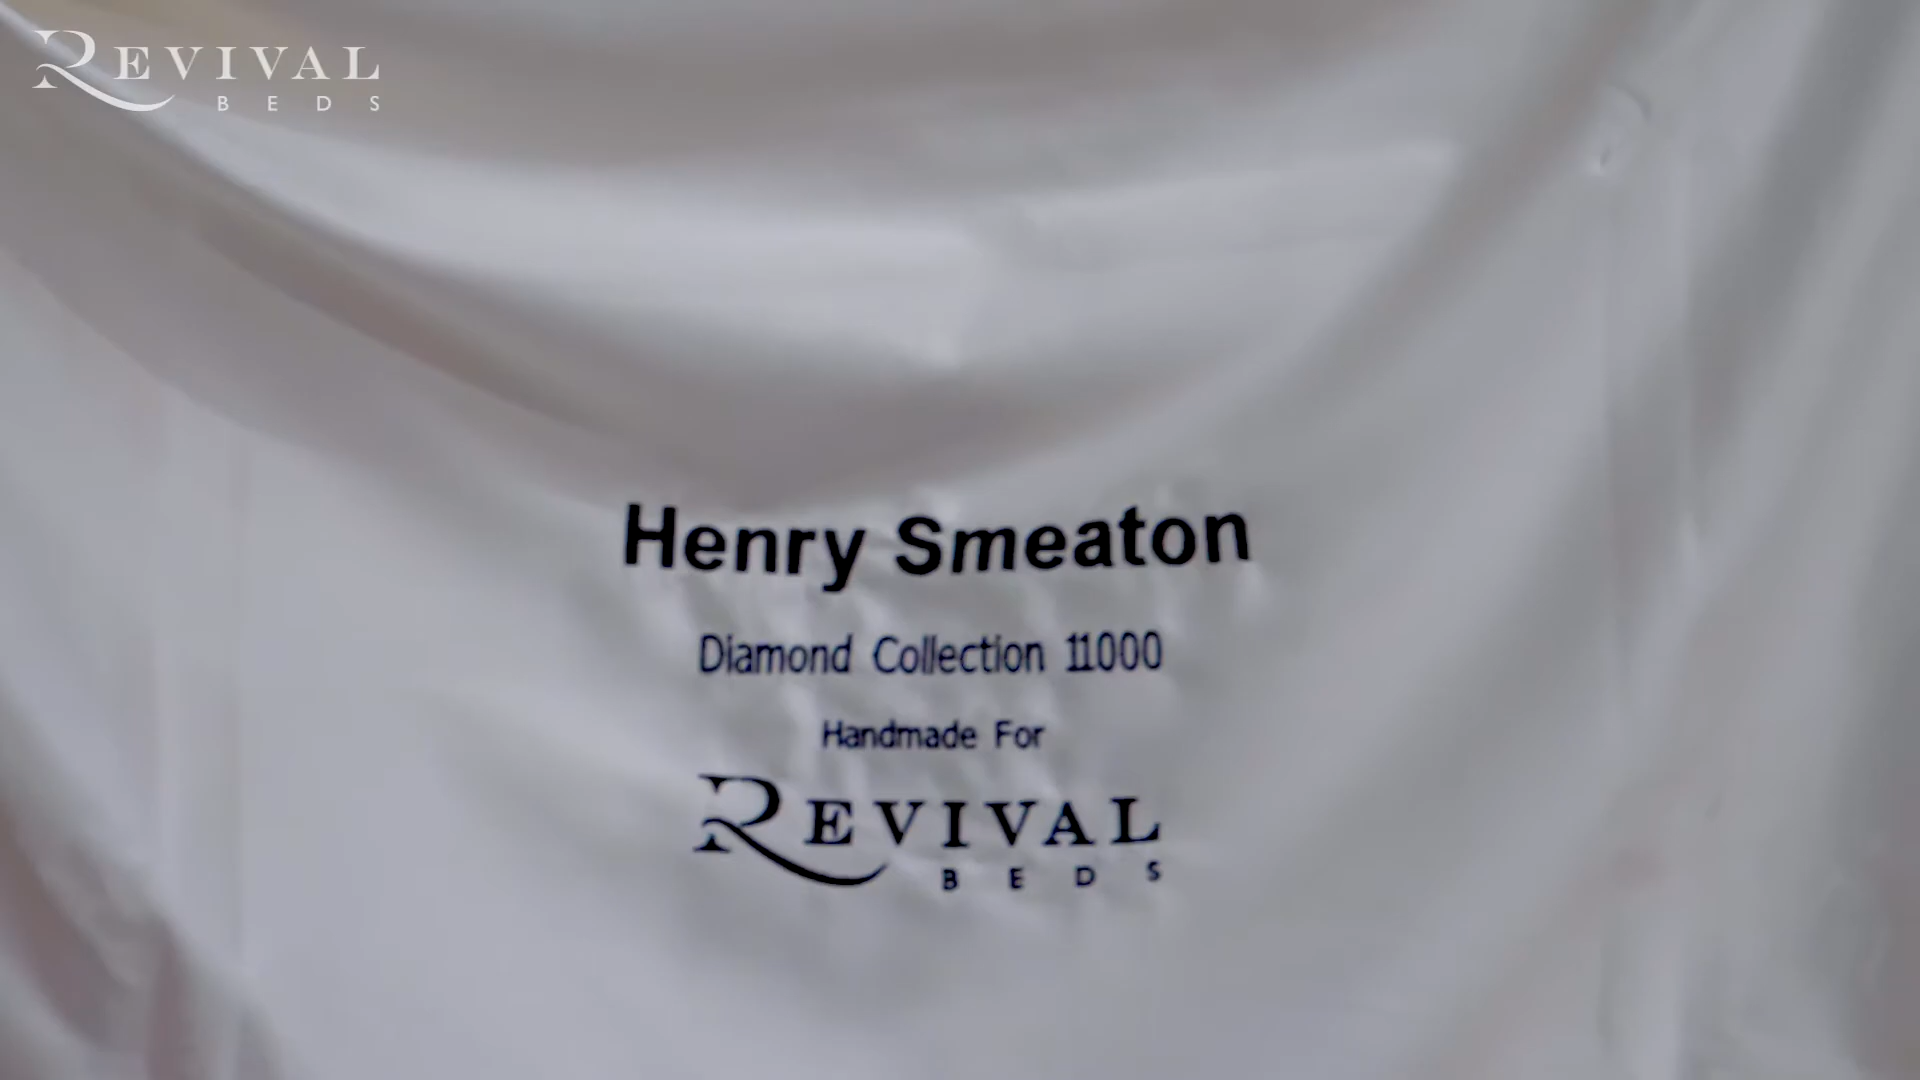 REVIVAL
BEDS
Henry Smeaton
Diamond Collection 11000
Handmade For
REVIVAL
BEDS